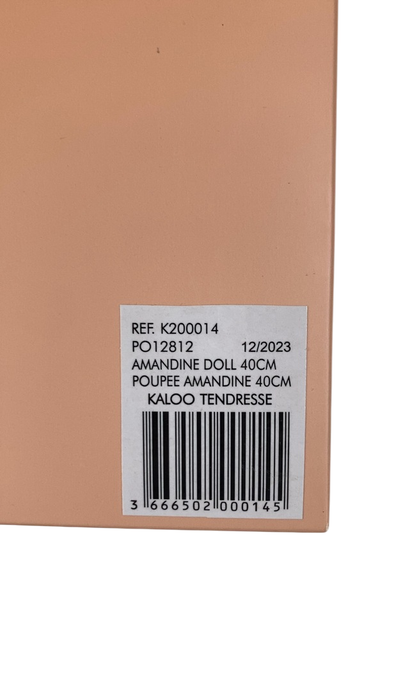 REF. K200014
PO12812 12/2023
AMANDINE DOLL 40CM
POUPEE AMANDINE 40CM
KALOO TENDRESSE
3 666502 000145